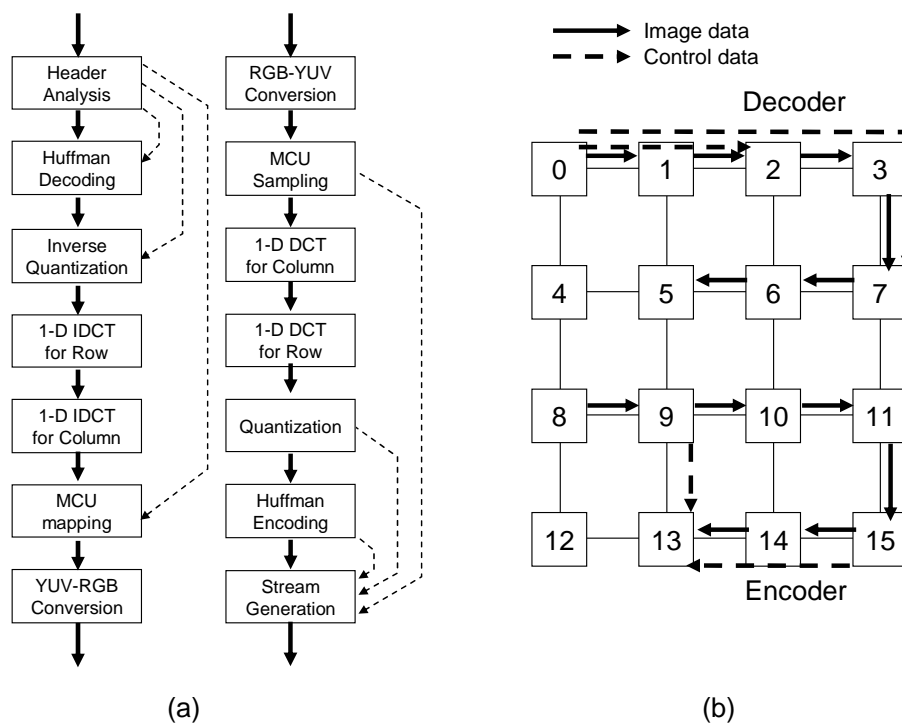 Header
Analysis
Huffman
Decoding
Inverse
Quantization
1-D IDCT
for Row
1-D IDCT
for Column
MCU
mapping
YUV-RGB
Conversion
RGB-YUV
Conversion
MCU
Sampling
1-D DCT
for Column
1-D DCT
for Row
Quantization
Huffman
Encoding
Stream
Generation
(a)
Image data
Control data
Decoder
0 1 2 3
4 5 6 7
8 9 10 11
12 13 14 15
Encoder
(b)